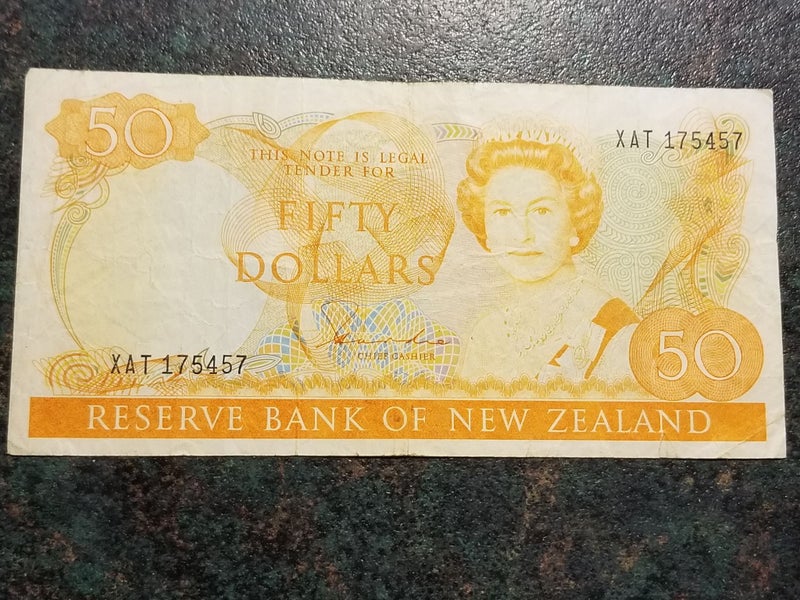 50
XAT 175457
THIS NOTE IS LEGAL
TENDER FOR
FIFTY
DOLLARS
CHIEF CASHIER
XAT 175457
50
RESERVE BANK OF NEW ZEALAND